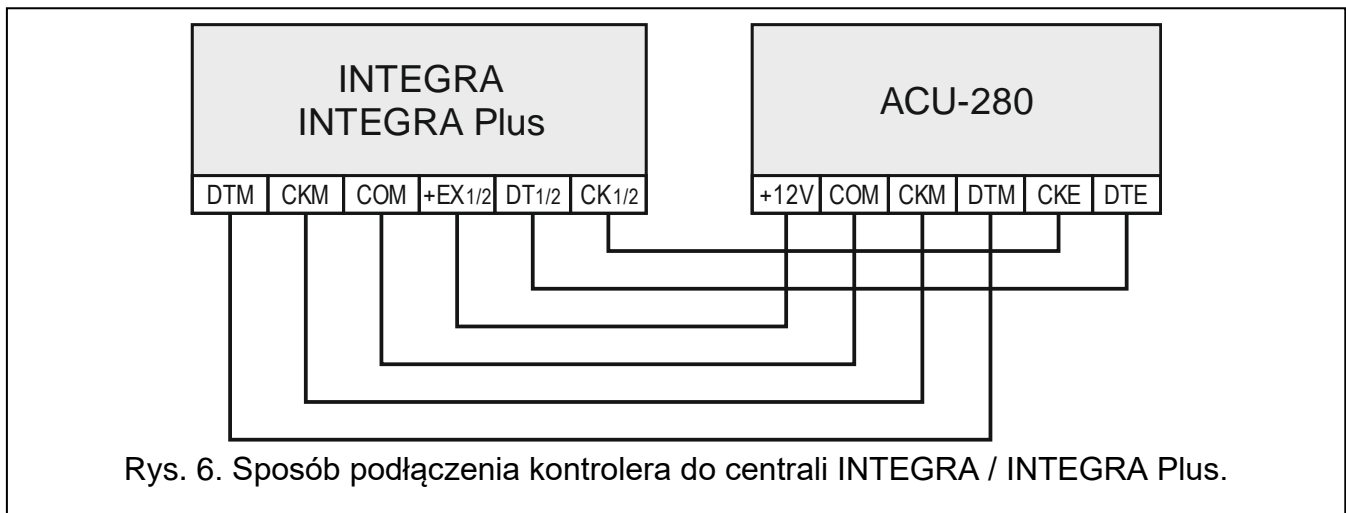 INTEGRA
INTEGRA Plus
ACU-280
DTM CKM COM +EX1/2 DT1/2 CK1/2
+12V COM CKM DTM CKE DTE
Rys. 6. Sposób podłączenia kontrolera do centrali INTEGRA / INTEGRA Plus.